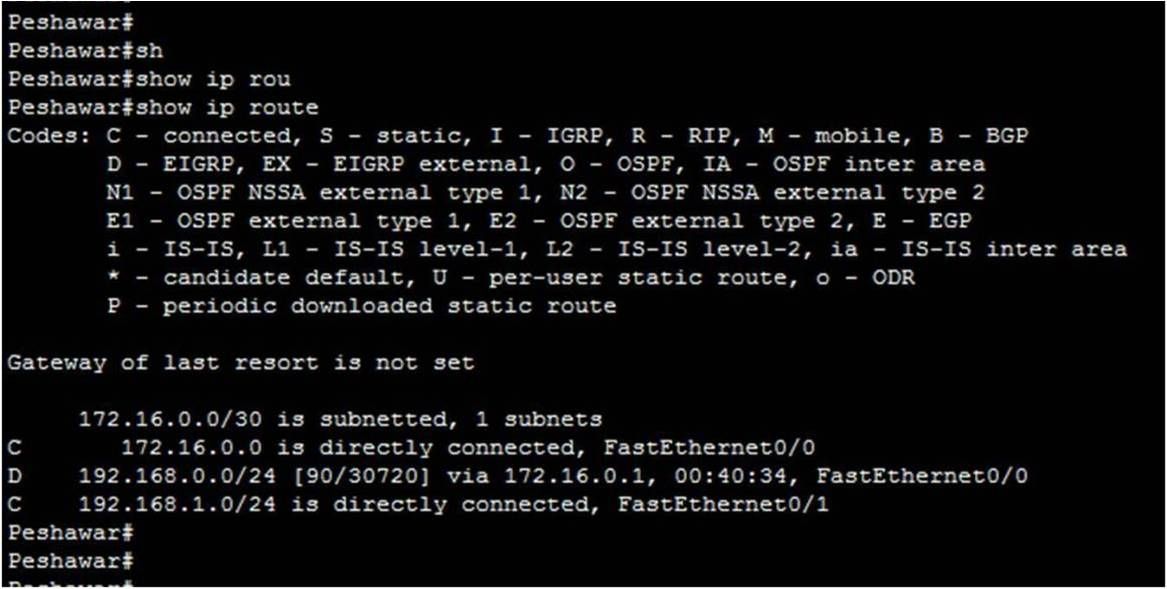 Peshawar#
Peshawar#sh
Peshawar#show ip rou
Peshawar#show ip route
Codes: C - connected, S - static, I - IGRP, R - RIP, M - mobile, B - BGP
       D - EIGRP, EX - EIGRP external, O - OSPF, IA - OSPF inter area
       N1 - OSPF NSSA external type 1, N2 - OSPF NSSA external type 2
       E1 - OSPF external type 1, E2 - OSPF external type 2, E - EGP
       i - IS-IS, L1 - IS-IS level-1, L2 - IS-IS level-2, ia - IS-IS inter area
       * - candidate default, U - per-user static route, o - ODR
       P - periodic downloaded static route

Gateway of last resort is not set

     172.16.0.0/30 is subnetted, 1 subnets
C       172.16.0.0 is directly connected, FastEthernet0/0
D    192.168.0.0/24 [90/30720] via 172.16.0.1, 00:40:34, FastEthernet0/0
C    192.168.1.0/24 is directly connected, FastEthernet0/1
Peshawar#
Peshawar#